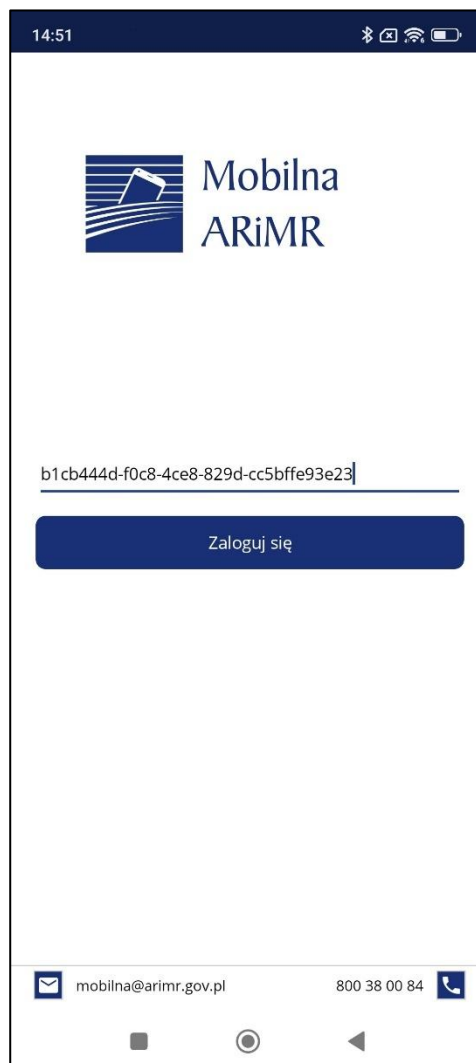 14:51
Mobilna
ARiMR
b1cb444d-f0c8-4ce8-829d-cc5bffe93e23
Zaloguj się
mobilna@arimr.gov.pl 800 38 00 84